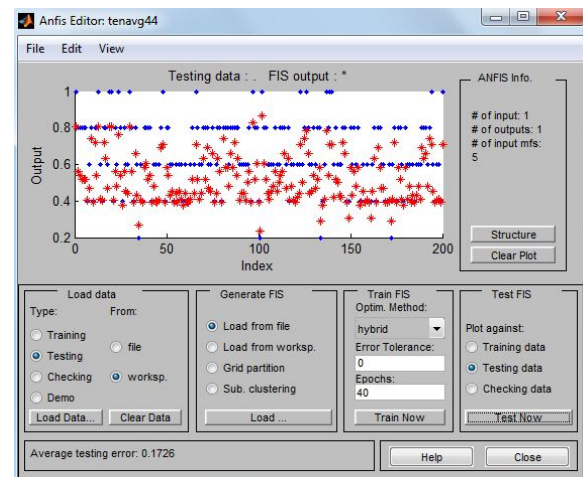 Anfis Editor: tenavg44
File Edit View
Testing data : . FIS output : *
1
0.8
0.6
0.4
0.2
Output
0 50 100 150 200
Index
ANFIS Info.
# of input: 1
# of outputs: 1
# of input mfs:
5
Structure
Clear Plot
Load data
Type: From:
Training
Testing
Checking
Demo
file
worksp.
Load Data... Clear Data
Generate FIS
Load from file
Load from worksp.
Grid partition
Sub. clustering
Load ...
Train FIS
Optim. Method:
hybrid
Error Tolerance:
0
Epochs:
40
Train Now
Test FIS
Plot against:
Training data
Testing data
Checking data
Test Now
Average testing error: 0.1726
Help Close